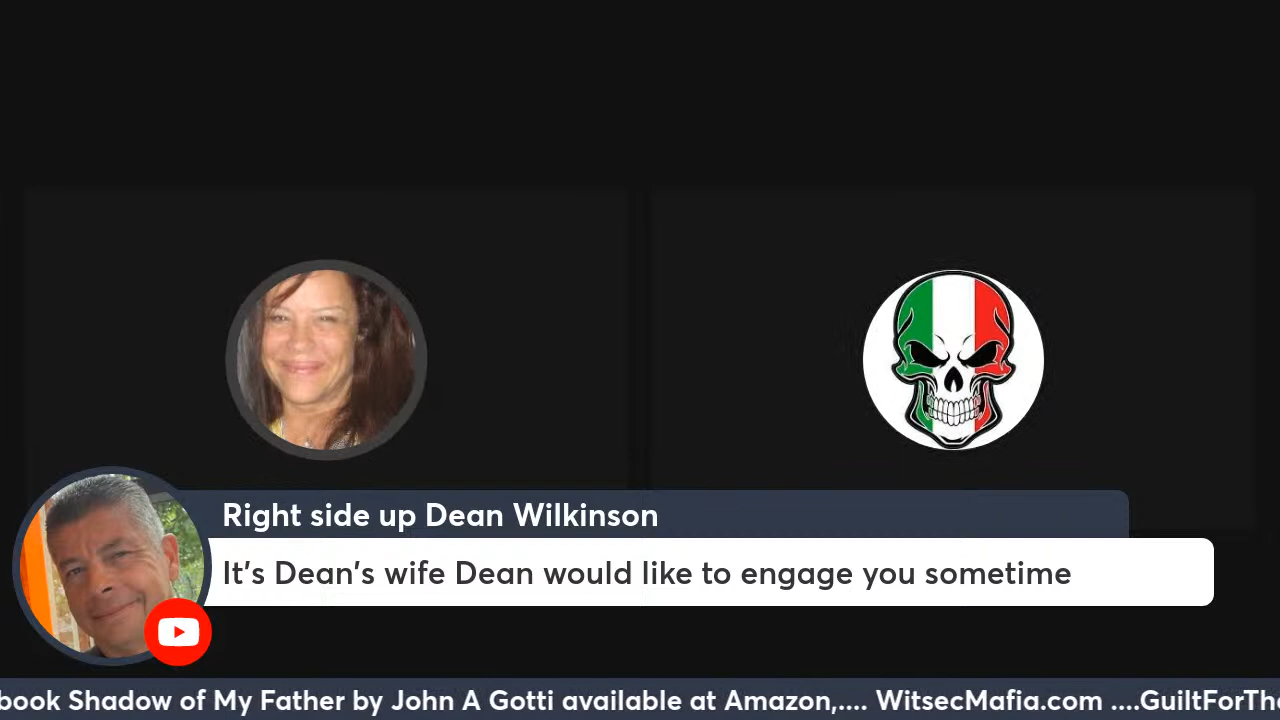 Right side up Dean Wilkinson
It's Dean's wife Dean would like to engage you sometime
book Shadow of My Father by John A Gotti available at Amazon,.... WitsecMafia.com ....GuiltForTh